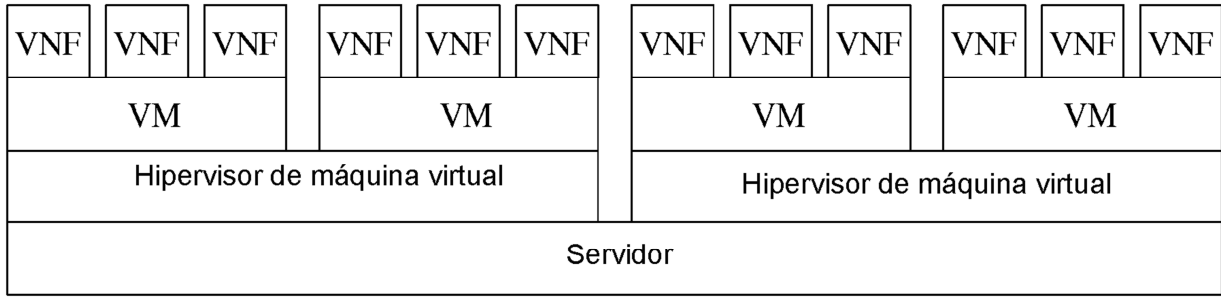 VNF VNF VNF VNF VNF VNF VNF VNF VNF VNF VNF VNF
VM VM VM VM
Hipervisor de máquina virtual Hipervisor de máquina virtual
Servidor